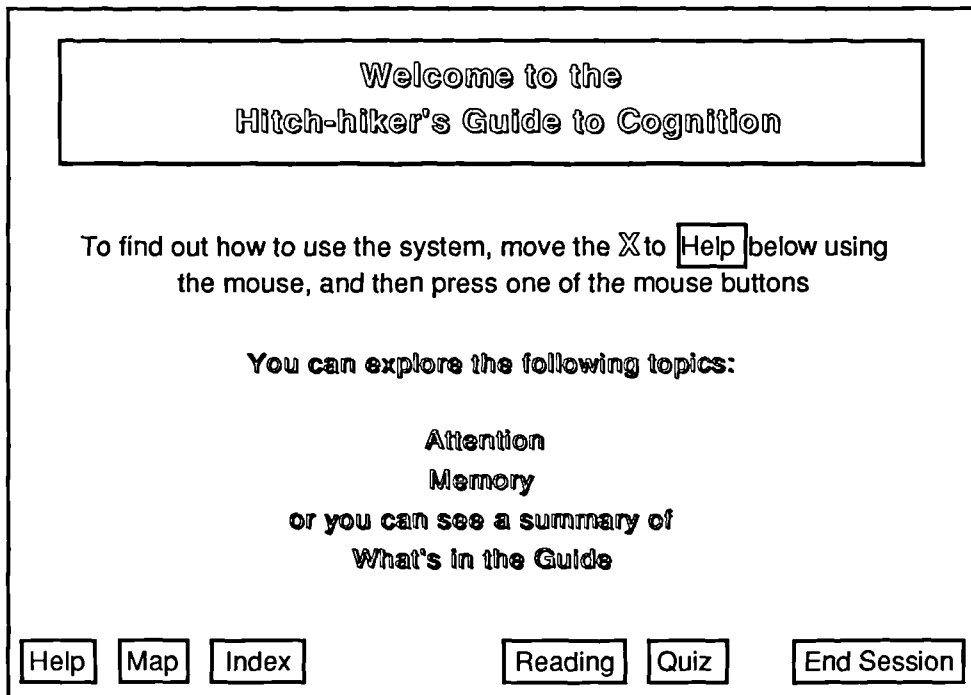 Welcome to the
Hitch-hiker's Guide to Cognition
To find out how to use the system, move the X to Help below using
the mouse, and then press one of the mouse buttons
You can explore the following topics:
Attention
Memory
or you can see a summary of
What's in the Guide
Help Map Index Reading Quiz End Session